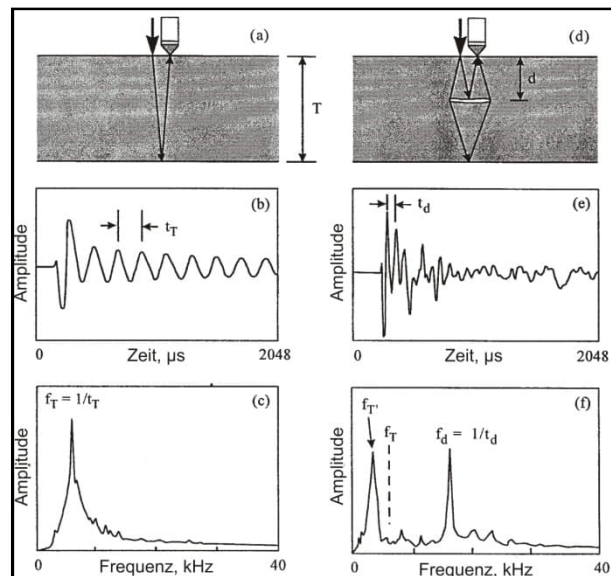 (a)
T
(d)
d
(b)
t_T
Amplitude
0
Zeit, µs
2048
(e)
t_d
Amplitude
0
Zeit, µs
2048
f_T = 1/t_T
(c)
Amplitude
0
Frequenz, kHz
40
f_T'
f_T
f_d = 1/t_d
(f)
Amplitude
0
Frequenz, kHz
40